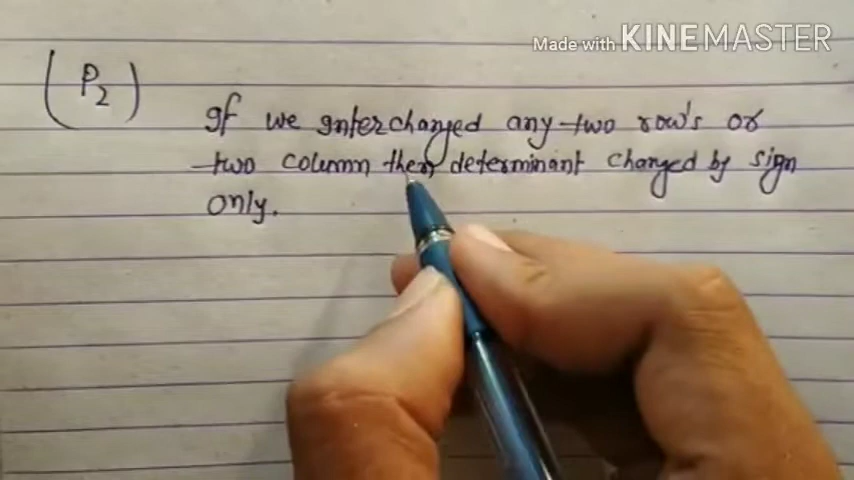 Made with KINEMASTER
(P2)
If we interchanged any two row's or
two column then determinant changed by sign
only.